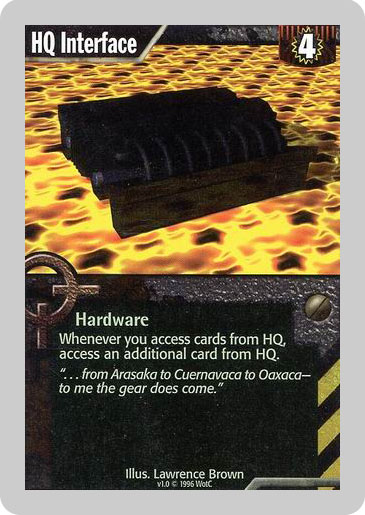 HQ Interface
4
Hardware
Whenever you access cards from HQ,
access an additional card from HQ.
“. . . from Arasaka to Cuernavaca to Oaxaca—
to me the gear does come.”
Illus. Lawrence Brown
v1.0 © 1996 WotC